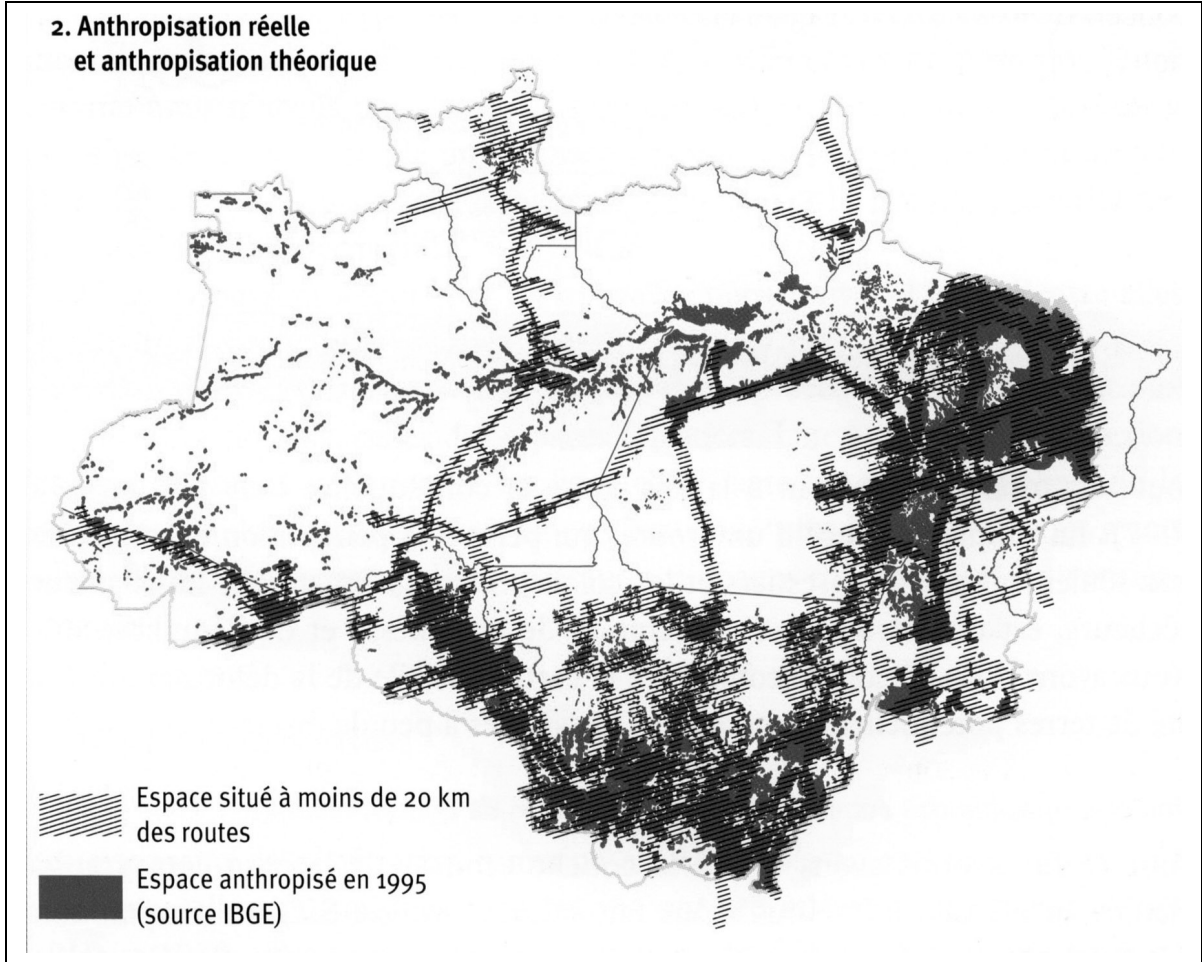 2. Anthropisation réelle
et anthropisation théorique
Espace situé à moins de 20 km
des routes
Espace anthropisé en 1995
(source IBGE)